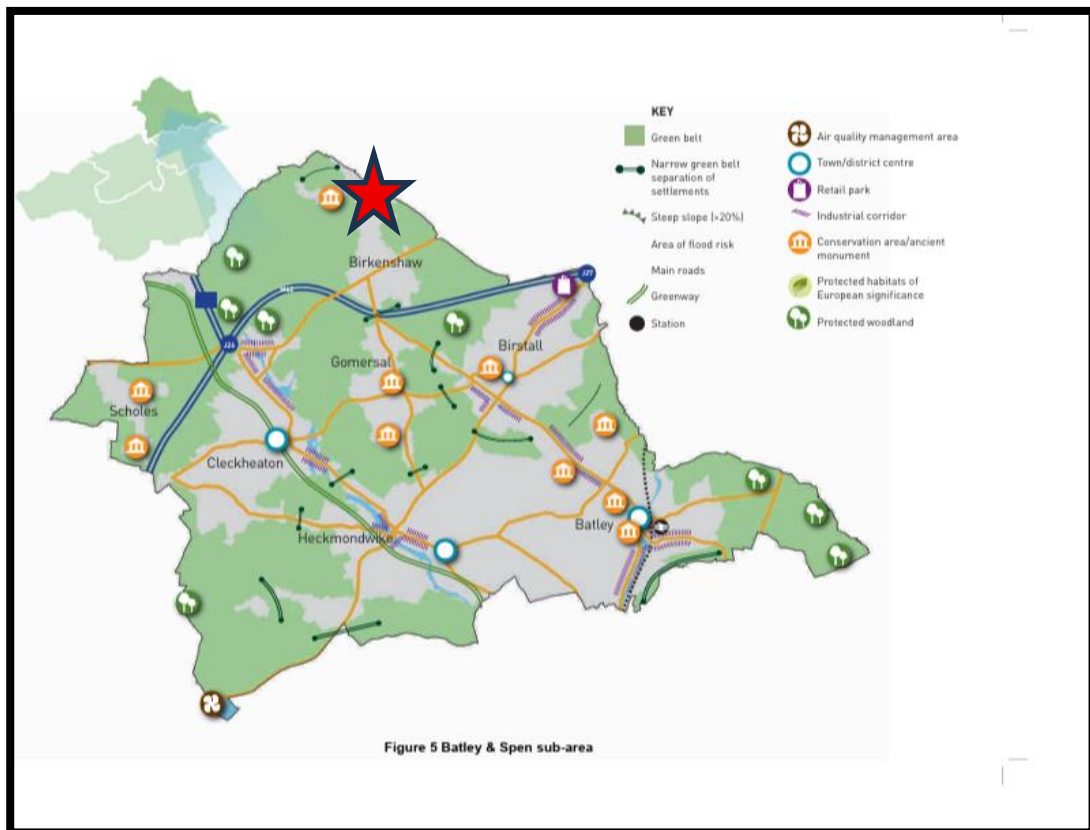 KEY
Green belt
Narrow green belt
separation of
settlements
Steep slope (>20%)
Area of flood risk
Main roads
Greenway
Station
Air quality management area
Town/district centre
Retail park
Industrial corridor
Conservation area/ancient
monument
Protected habitats of
European significance
Protected woodland
Birkenshaw
M62
J27
J26
Birstall
Gomersal
Scholes
Cleckheaton
Batley
Heckmondwike
Figure 5 Batley & Spen sub-area